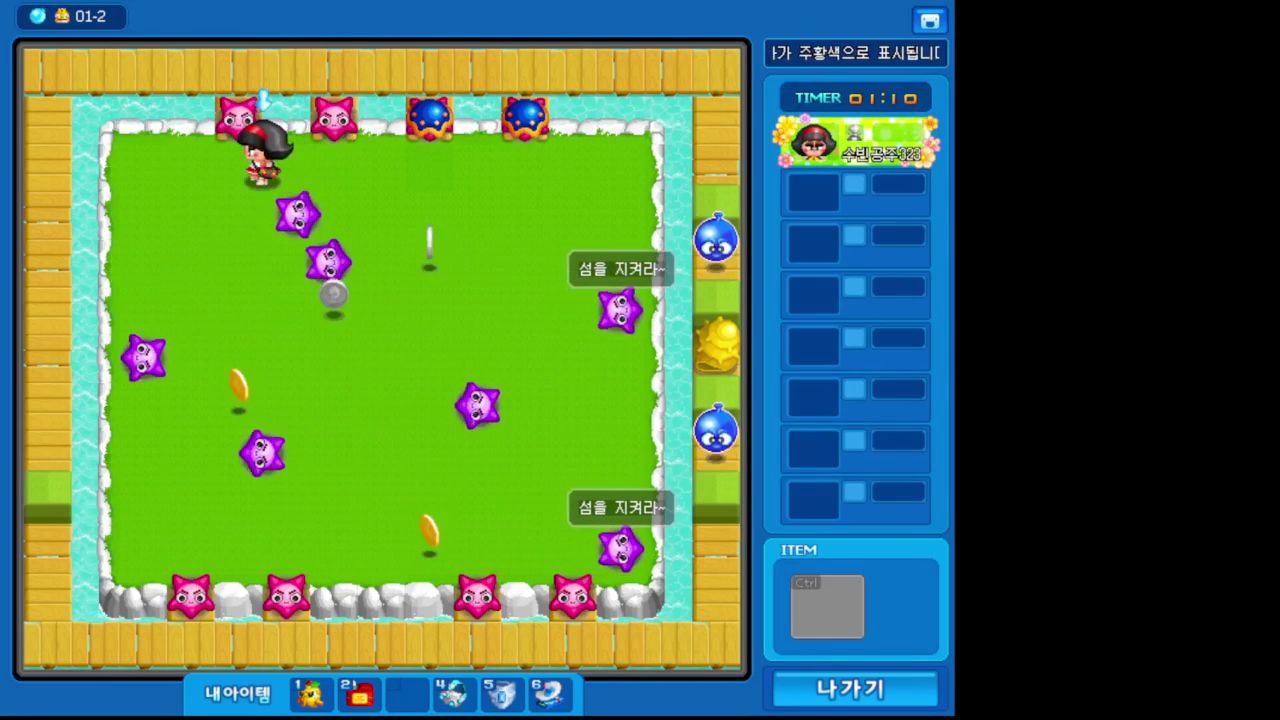 01-2
가 주황색으로 표시됩니다
TIMER 01:10
수빈공주323
섬을 지켜라~
섬을 지켜라~
ITEM
Ctrl
내아이템 1 2 4 5 6
나가기